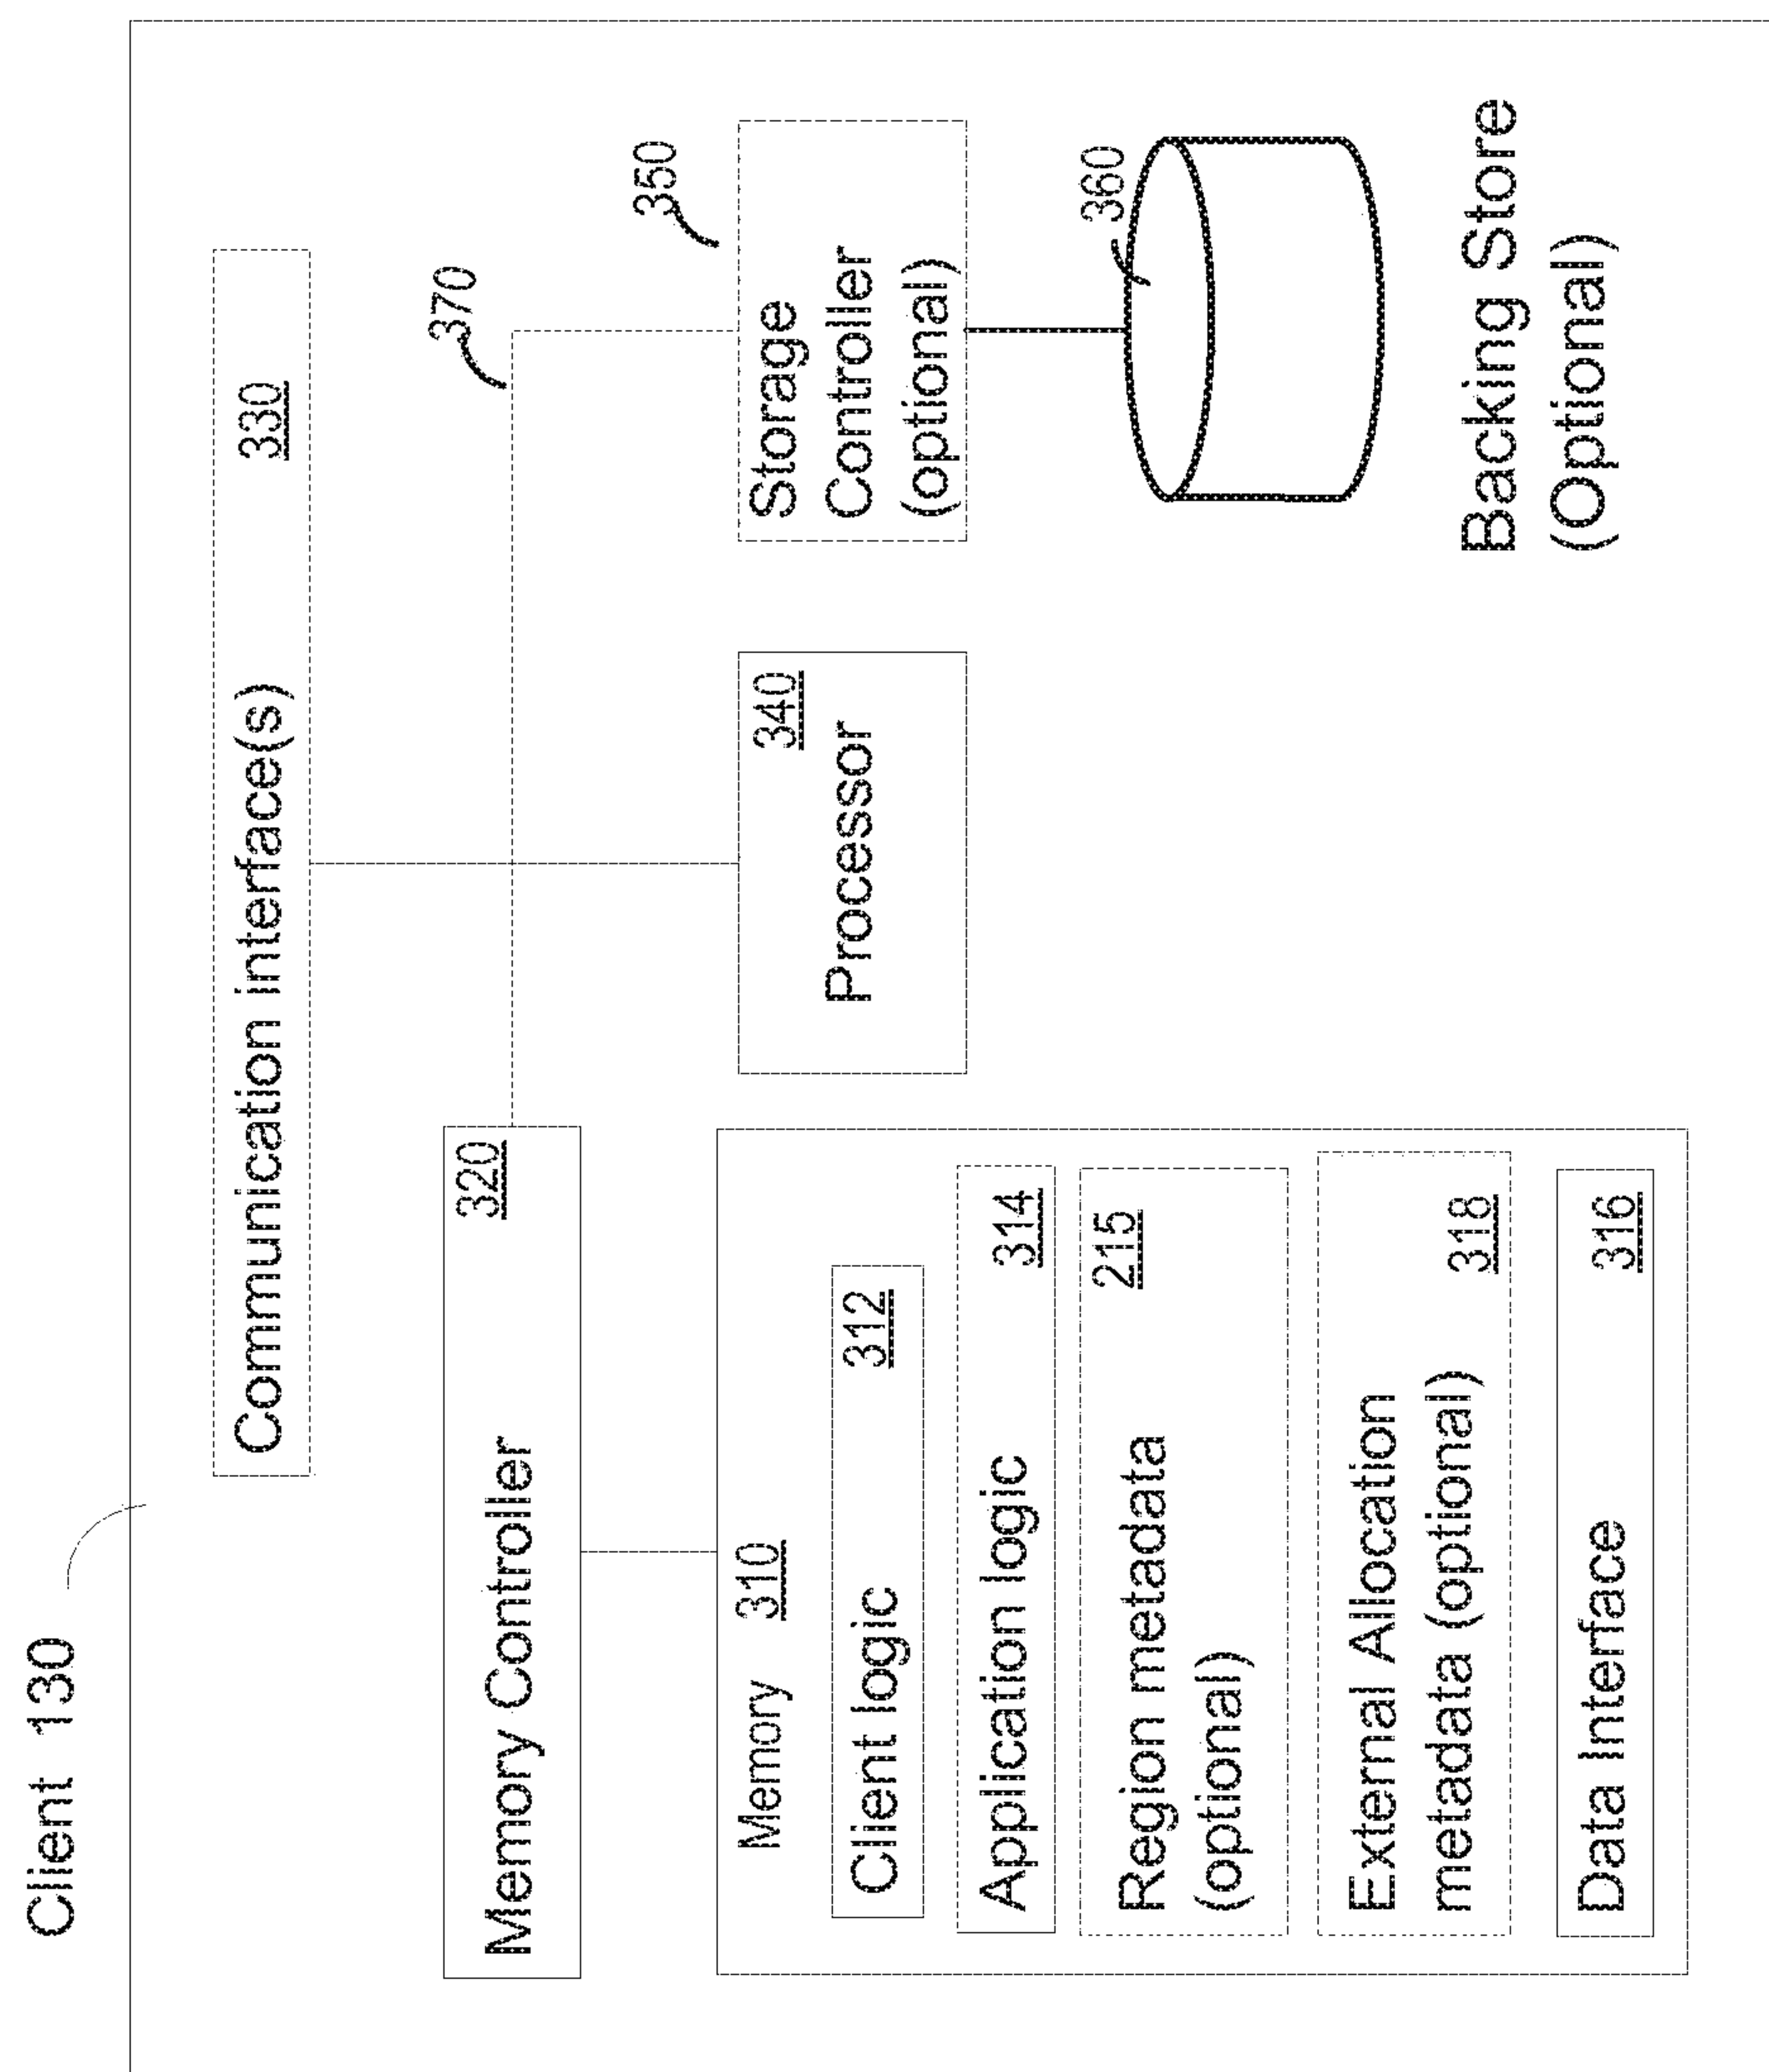 Client 130
Communication interface(s) 330
370
Memory Controller 320
350
Memory 310
Client logic 312
Application logic 314
Region metadata 215
(optional)
External Allocation
metadata (optional) 318
Data Interface 316
340
Processor
Storage
Controller
(optional)
360
Backing Store
(Optional)